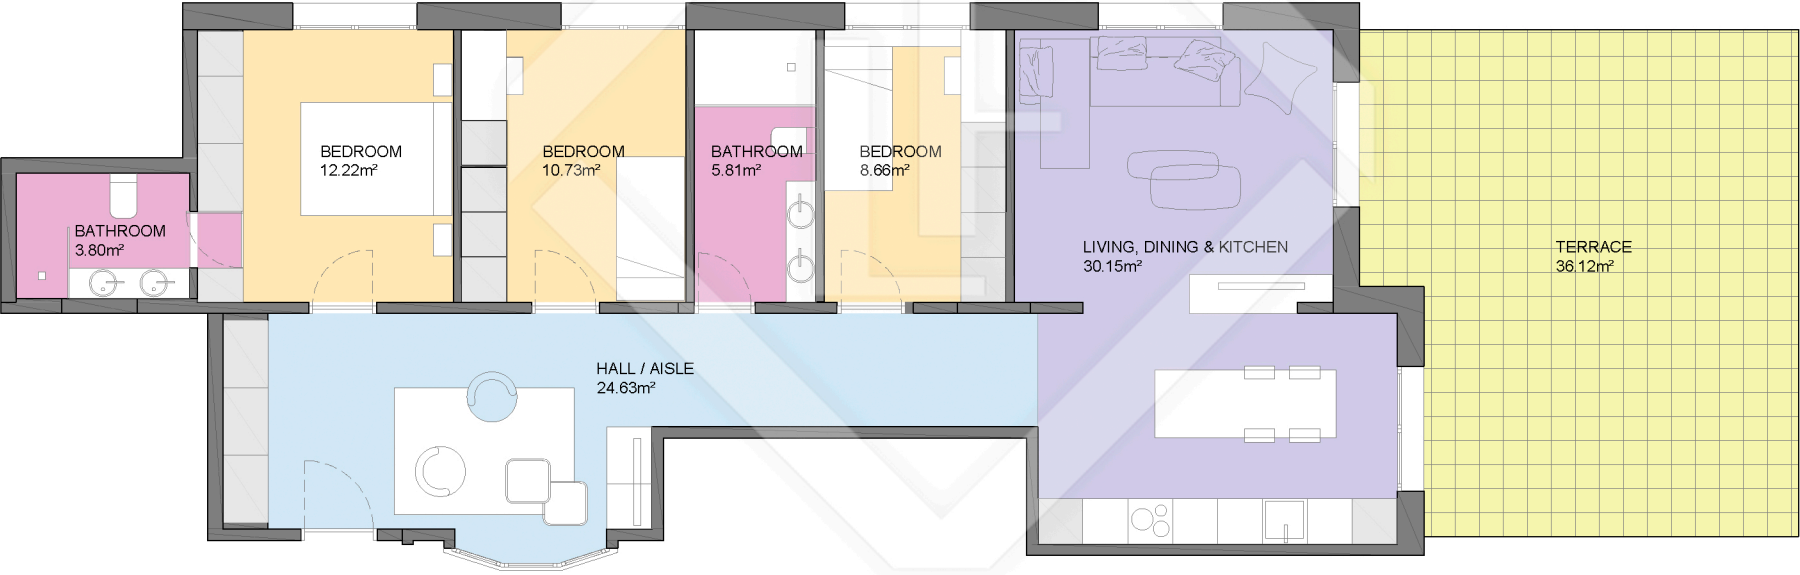 BEDROOM
12.22m²
BEDROOM
10.73m²
BATHROOM
5.81m²
BEDROOM
8.66m²
BATHROOM
3.80m²
LIVING, DINING & KITCHEN
30.15m²
TERRACE
36.12m²
HALL / AISLE
24.63m²